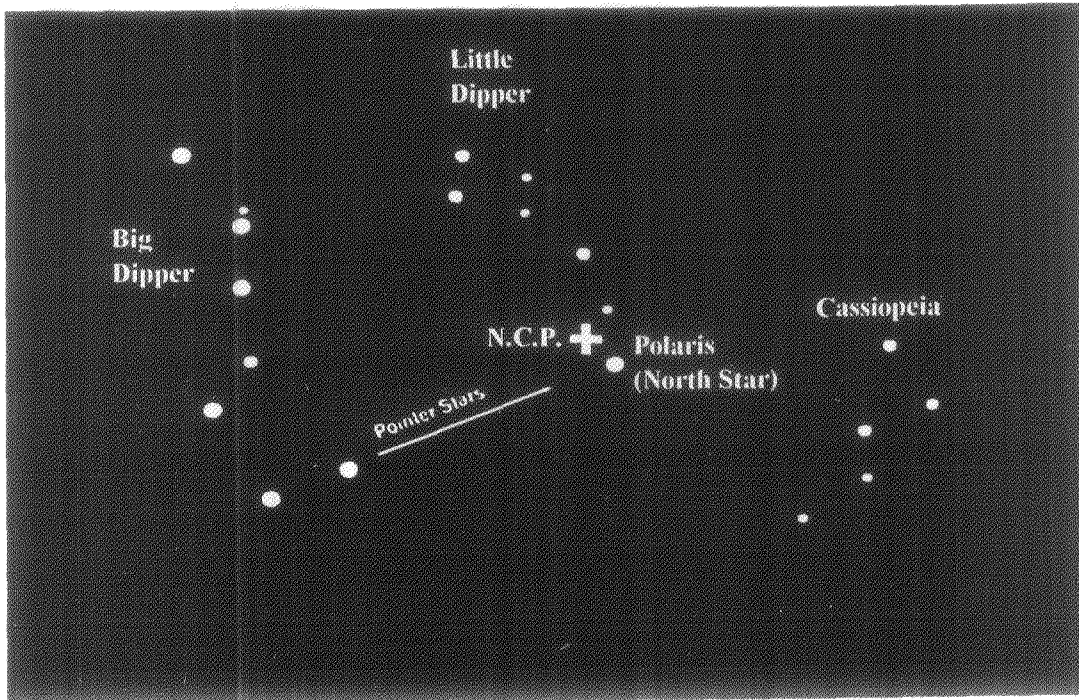 Little
Dipper
Big
Dipper
Cassiopeia
N.C.P.
Polaris
(North Star)
Pointer Stars